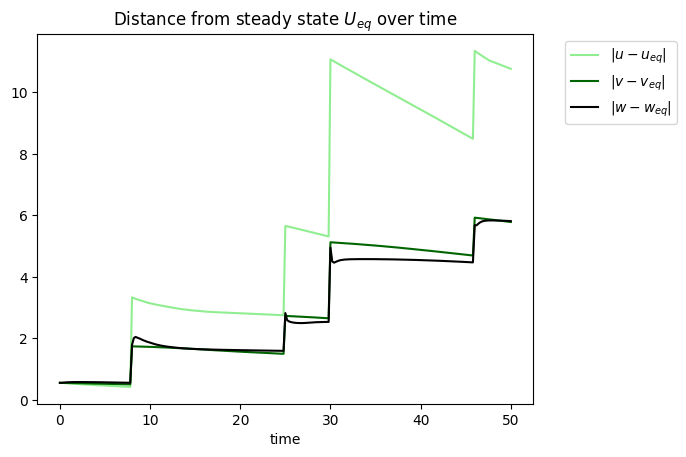 Distance from steady state $U_{eq}$ over time
|u − u_{eq}|
|v − v_{eq}|
|w − w_{eq}|
10
8
6
4
2
0
0 10 20 30 40 50
time